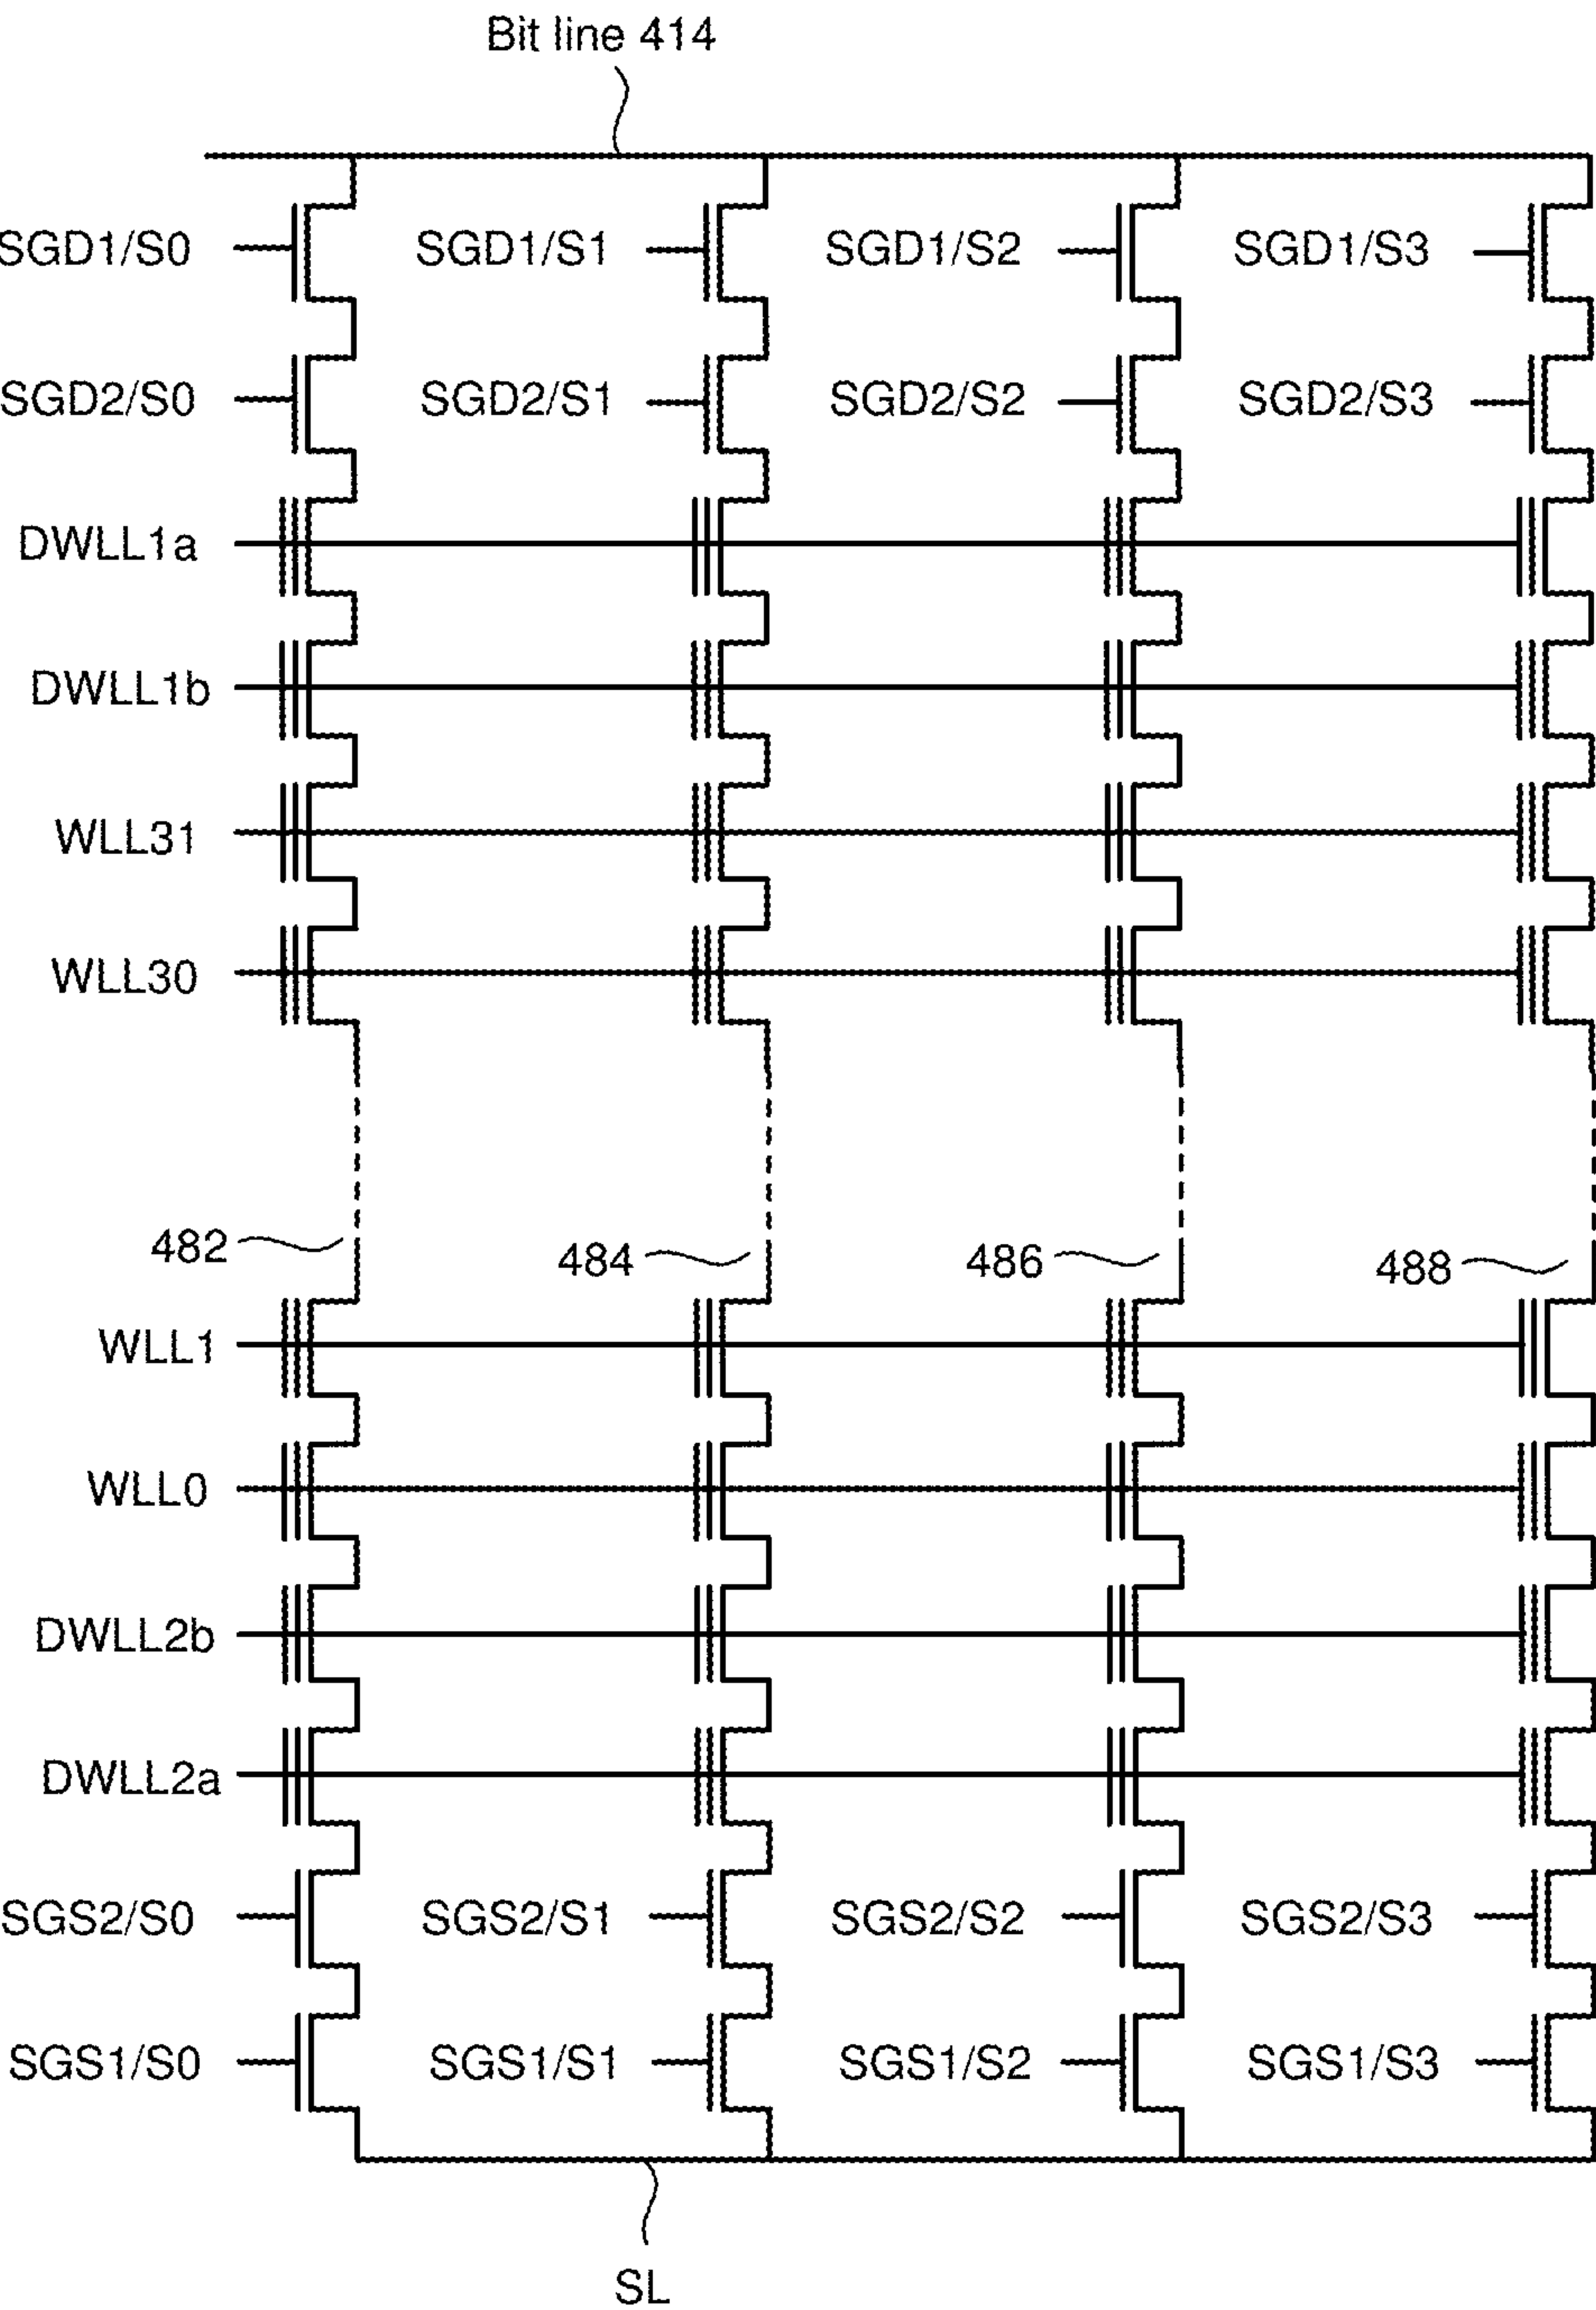 Bit line 414
SGD1/S0 SGD1/S1 SGD1/S2 SGD1/S3
SGD2/S0 SGD2/S1 SGD2/S2 SGD2/S3
DWLL1a
DWLL1b
WLL31
WLL30
482 484 486 488
WLL1
WLL0
DWLL2b
DWLL2a
SGS2/S0 SGS2/S1 SGS2/S2 SGS2/S3
SGS1/S0 SGS1/S1 SGS1/S2 SGS1/S3
SL